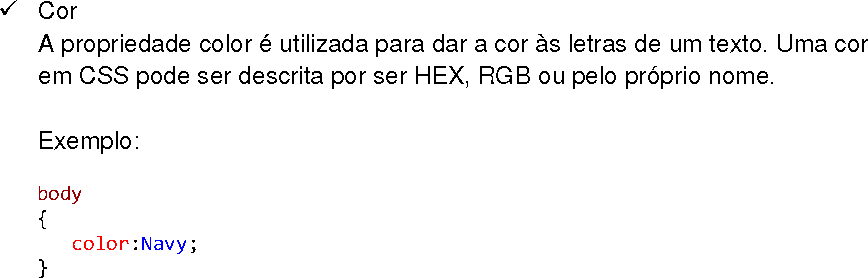 ✓ Cor
A propriedade color é utilizada para dar a cor às letras de um texto. Uma cor
em CSS pode ser descrita por ser HEX, RGB ou pelo próprio nome.
Exemplo:
body
{
color:Navy;
}